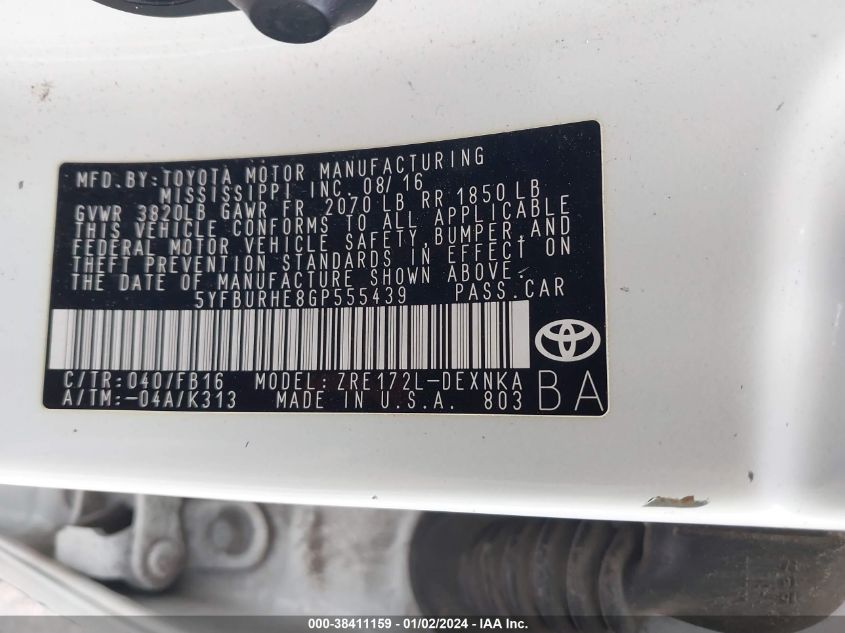 MFD.BY:TOYOTA MOTOR MANUFACTURING
MISSISSIPPI INC. 08/16
GVWR 3820LB GAWR FR 2070 LB RR 1850 LB
THIS VEHICLE CONFORMS TO ALL APPLICABLE
FEDERAL MOTOR VEHICLE SAFETY,BUMPER,AND
THEFT PREVENTION STANDARDS IN EFFECT ON
THE DATE OF MANUFACTURE SHOWN ABOVE.
5YFBURHE8GP555439 PASS.CAR
C/TR:040/FB16 MODEL:ZRE172L-DEXNKA
A/TM:-04A/K313 MADE IN U.S.A. 803
BA
000-38411159 - 01/02/2024 - IAA Inc.